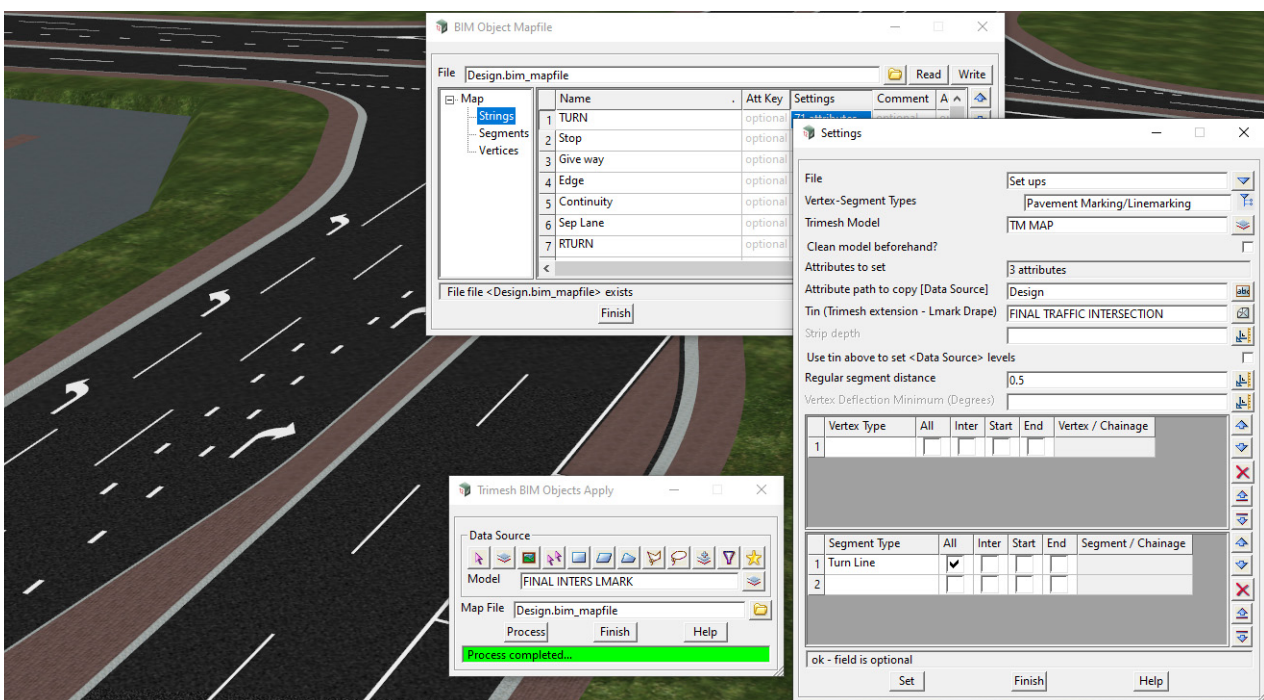 BIM Object Mapfile
File Design.bim_mapfile Read Write
Map
Strings
Segments
Vertices
Name . Att Key Settings Comment A
1 TURN optional 71 attributes optional
2 Stop optional
3 Give way optional
4 Edge optional
5 Continuity optional
6 Sep Lane optional
7 RTURN optional
File file <Design.bim_mapfile> exists
Finish
Settings
File Set ups
Vertex-Segment Types Pavement Marking/Linemarking
Trimesh Model TM MAP
Clean model beforehand?
Attributes to set 3 attributes
Attribute path to copy [Data Source] Design abc
Tin (Trimesh extension - Lmark Drape) FINAL TRAFFIC INTERSECTION
Strip depth
Use tin above to set <Data Source> levels
Regular segment distance 0.5
Vertex Deflection Minimum (Degrees)
Vertex Type All Inter Start End Vertex / Chainage
1
Segment Type All Inter Start End Segment / Chainage
1 Turn Line
2
ok - field is optional
Set Finish Help
Trimesh BIM Objects Apply
Data Source
Model FINAL INTERS LMARK
Map File Design.bim_mapfile
Process Finish Help
Process completed...